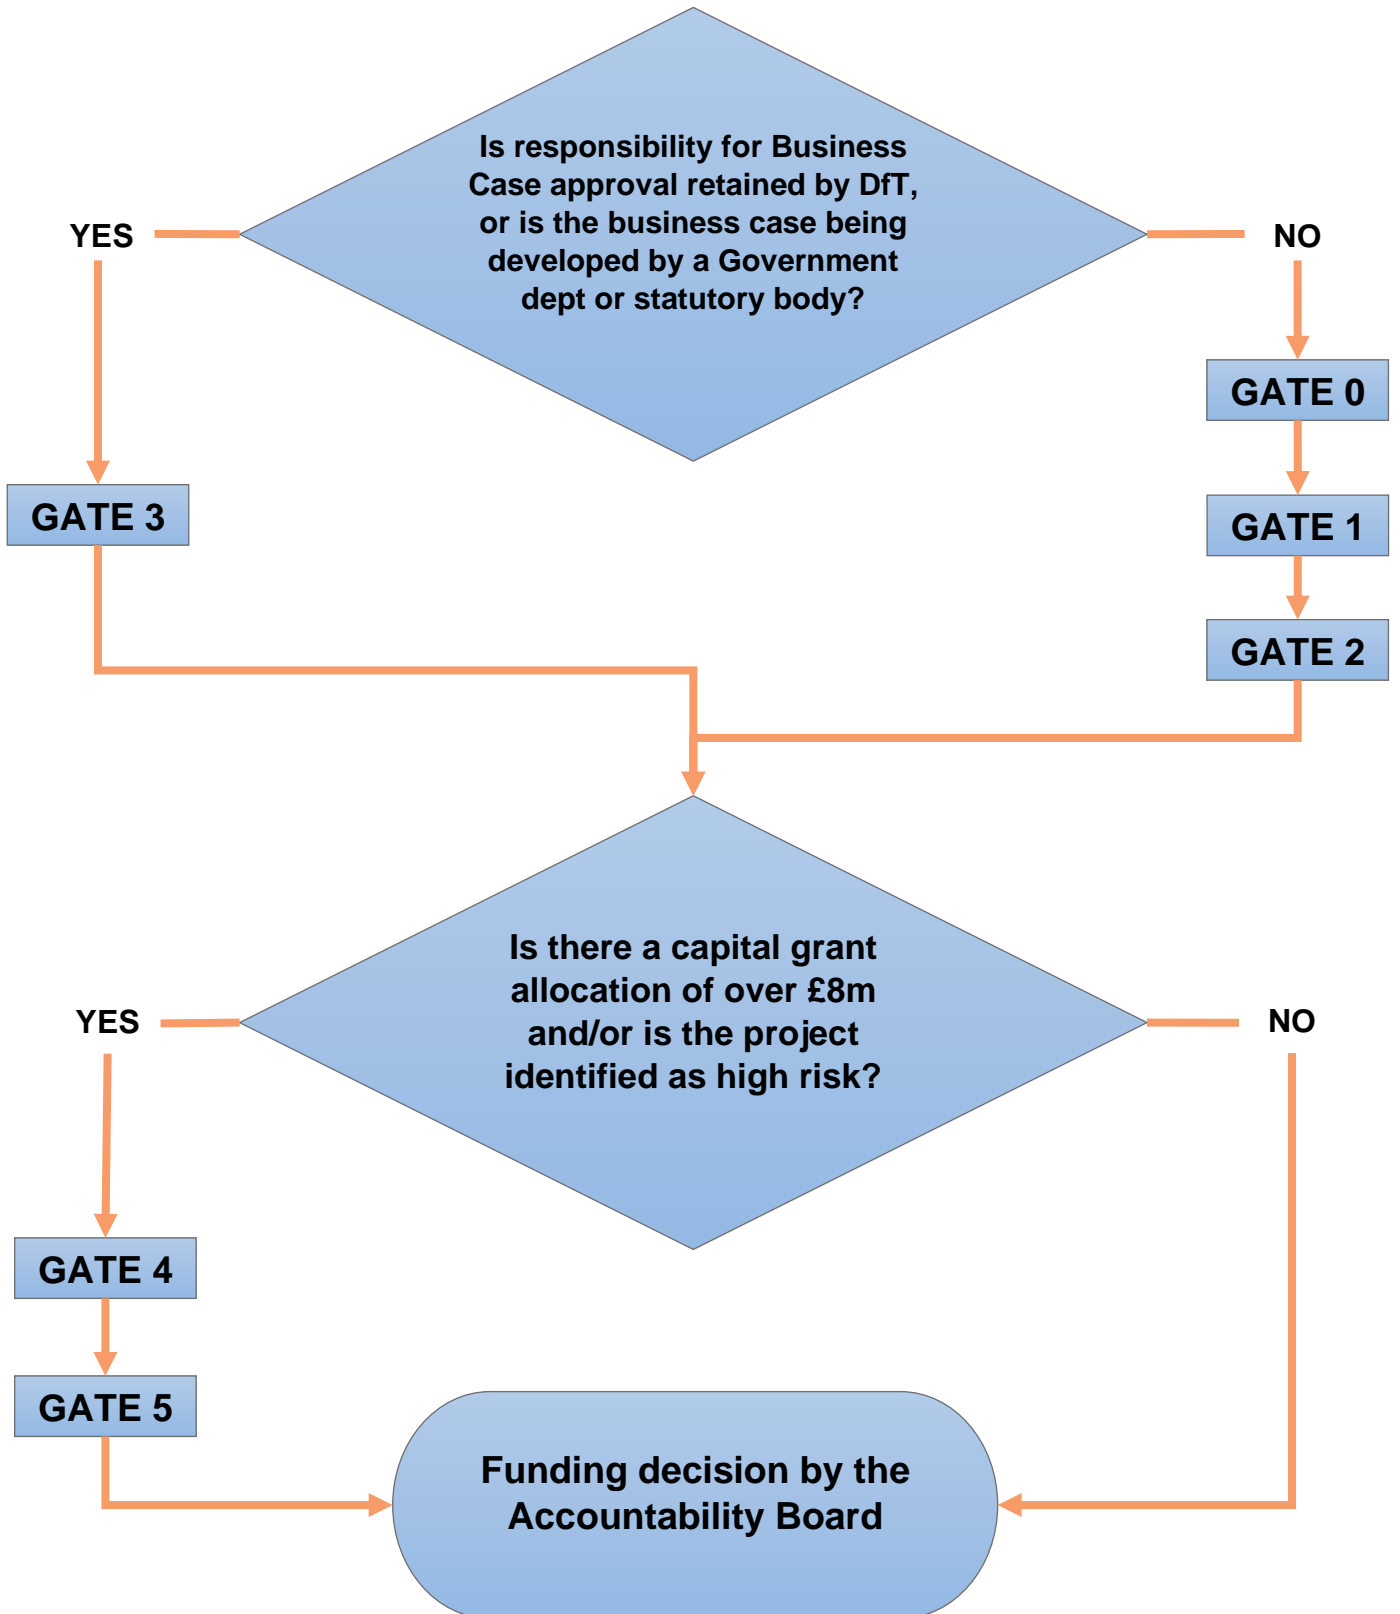 Is responsibility for Business
Case approval retained by DfT,
or is the business case being
developed by a Government
dept or statutory body?
YES
NO
GATE 0
GATE 3
GATE 1
GATE 2
Is there a capital grant
allocation of over £8m
and/or is the project
identified as high risk?
YES
NO
GATE 4
GATE 5
Funding decision by the
Accountability Board